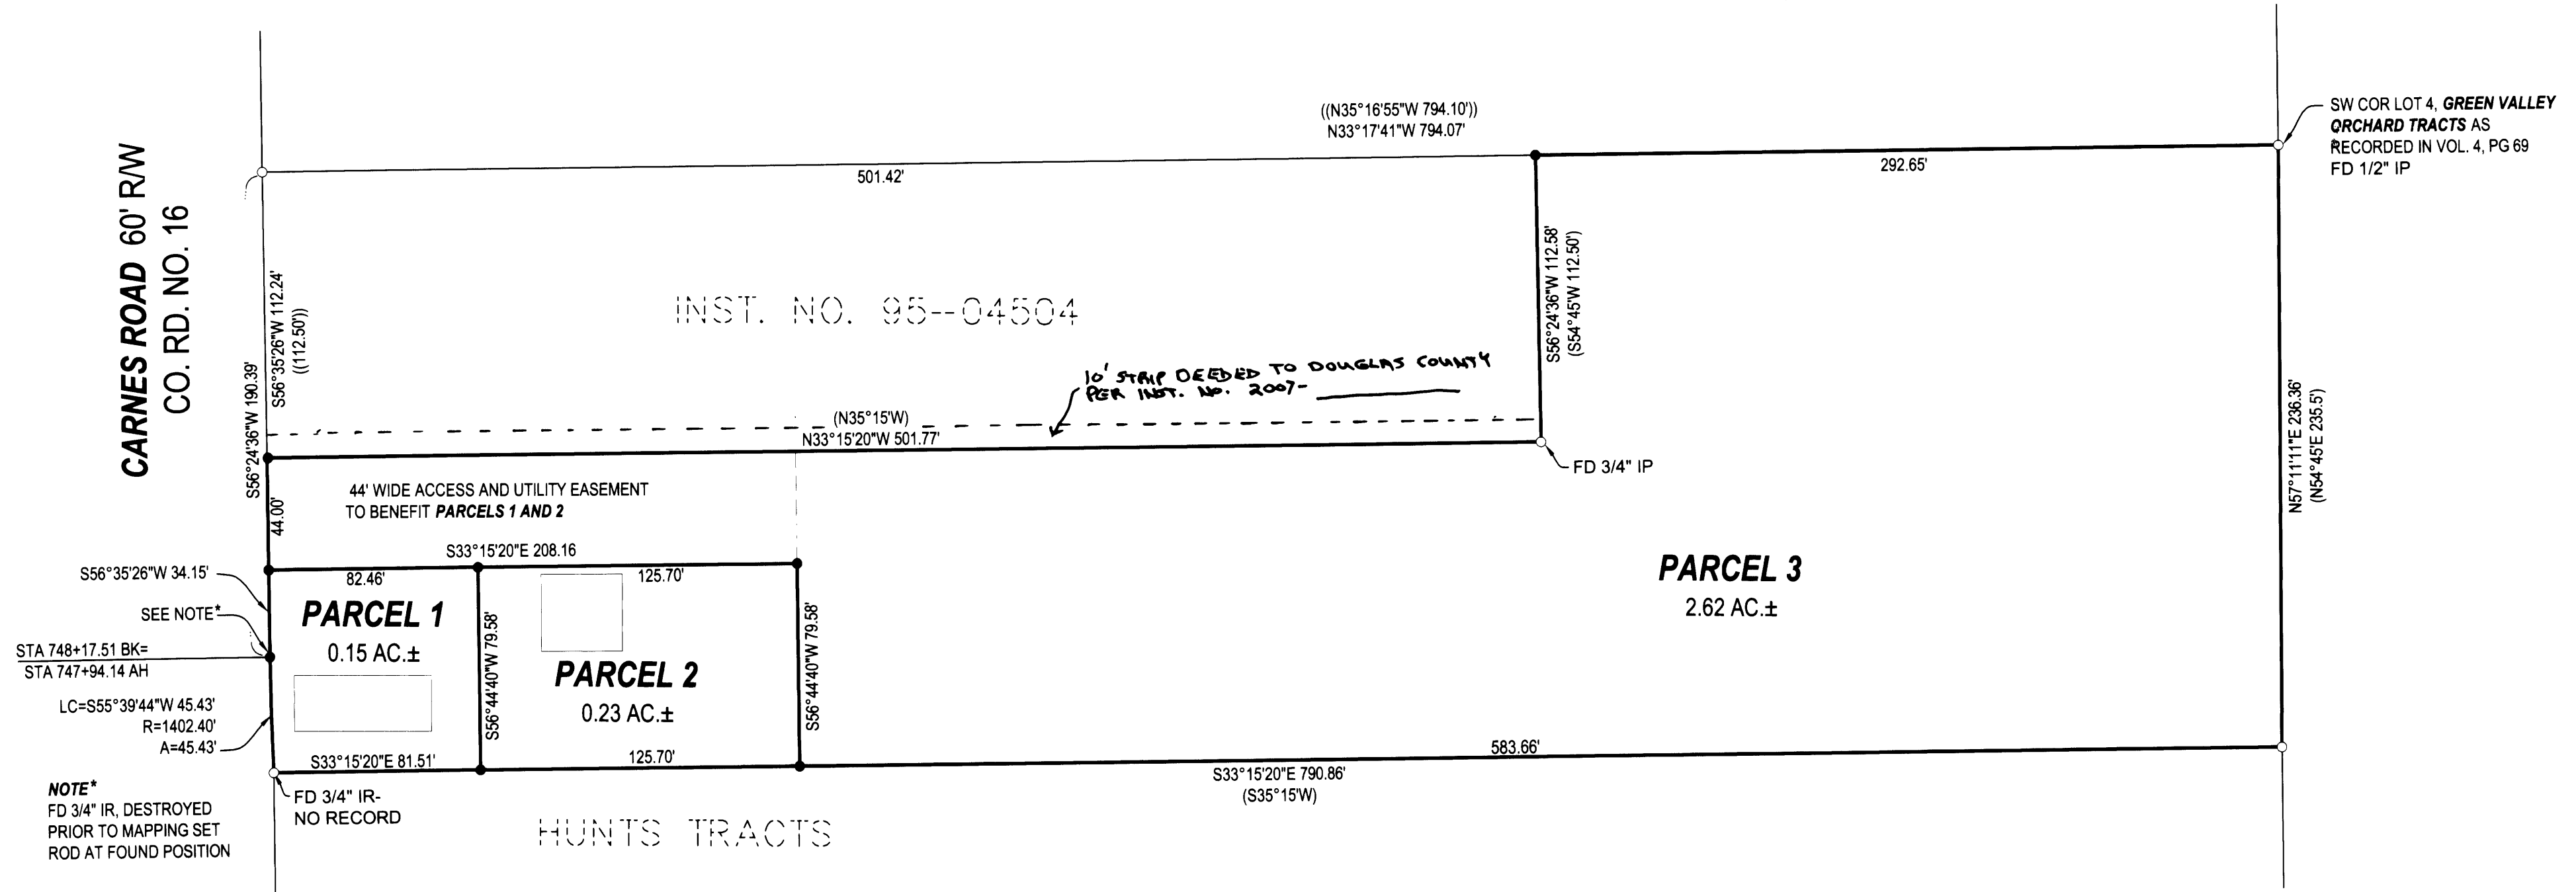 ((N35°16'55"W 794.10'))
N33°17'41"W 794.07'
501.42'
292.65'
SW COR LOT 4, GREEN VALLEY
ORCHARD TRACTS AS
RECORDED IN VOL. 4, PG 69
FD 1/2" IP
CARNES ROAD 60' R/W
CO. RD. NO. 16
S56°35'26"W 112.24'
((112.50'))
S56°24'36"W 190.39'
INST. NO. 95--04504
S56°24'36"W 112.58'
(S54°45'W 112.50')
10' STRIP DEEDED TO DOUGLAS COUNTY
PER INST. NO. 2007-
(N35°15'W)
N33°15'20"W 501.77'
FD 3/4" IP
N57°11'11"E 236.36'
(N54°45'E 235.5')
44.00'
44' WIDE ACCESS AND UTILITY EASEMENT
TO BENEFIT PARCELS 1 AND 2
S33°15'20"E 208.16
82.46'
125.70'
S56°35'26"W 34.15'
SEE NOTE*
STA 748+17.51 BK=
STA 747+94.14 AH
LC=S55°39'44"W 45.43'
R=1402.40'
A=45.43'
PARCEL 1
0.15 AC.±
S56°44'40"W 79.58'
PARCEL 2
0.23 AC.±
S56°44'40"W 79.58'
PARCEL 3
2.62 AC.±
S33°15'20"E 81.51'
125.70'
583.66'
S33°15'20"E 790.86'
(S35°15'W)
NOTE*
FD 3/4" IR, DESTROYED
PRIOR TO MAPPING SET
ROD AT FOUND POSITION
FD 3/4" IR-
NO RECORD
HUNTS TRACTS